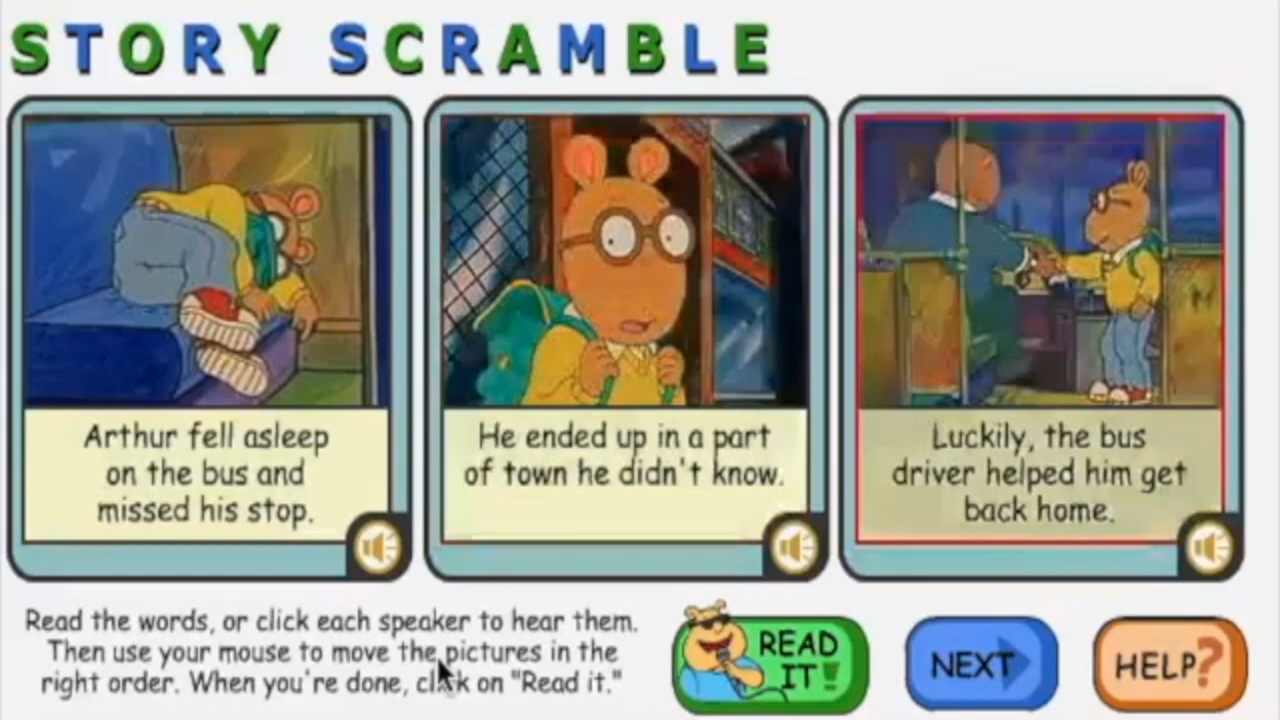 STORY SCRAMBLE
Arthur fell asleep
on the bus and
missed his stop.
He ended up in a part
of town he didn't know.
Luckily, the bus
driver helped him get
back home.
Read the words, or click each speaker to hear them.
Then use your mouse to move the pictures in the
right order. When you're done, click on "Read it."
READ
IT!
NEXT
HELP?